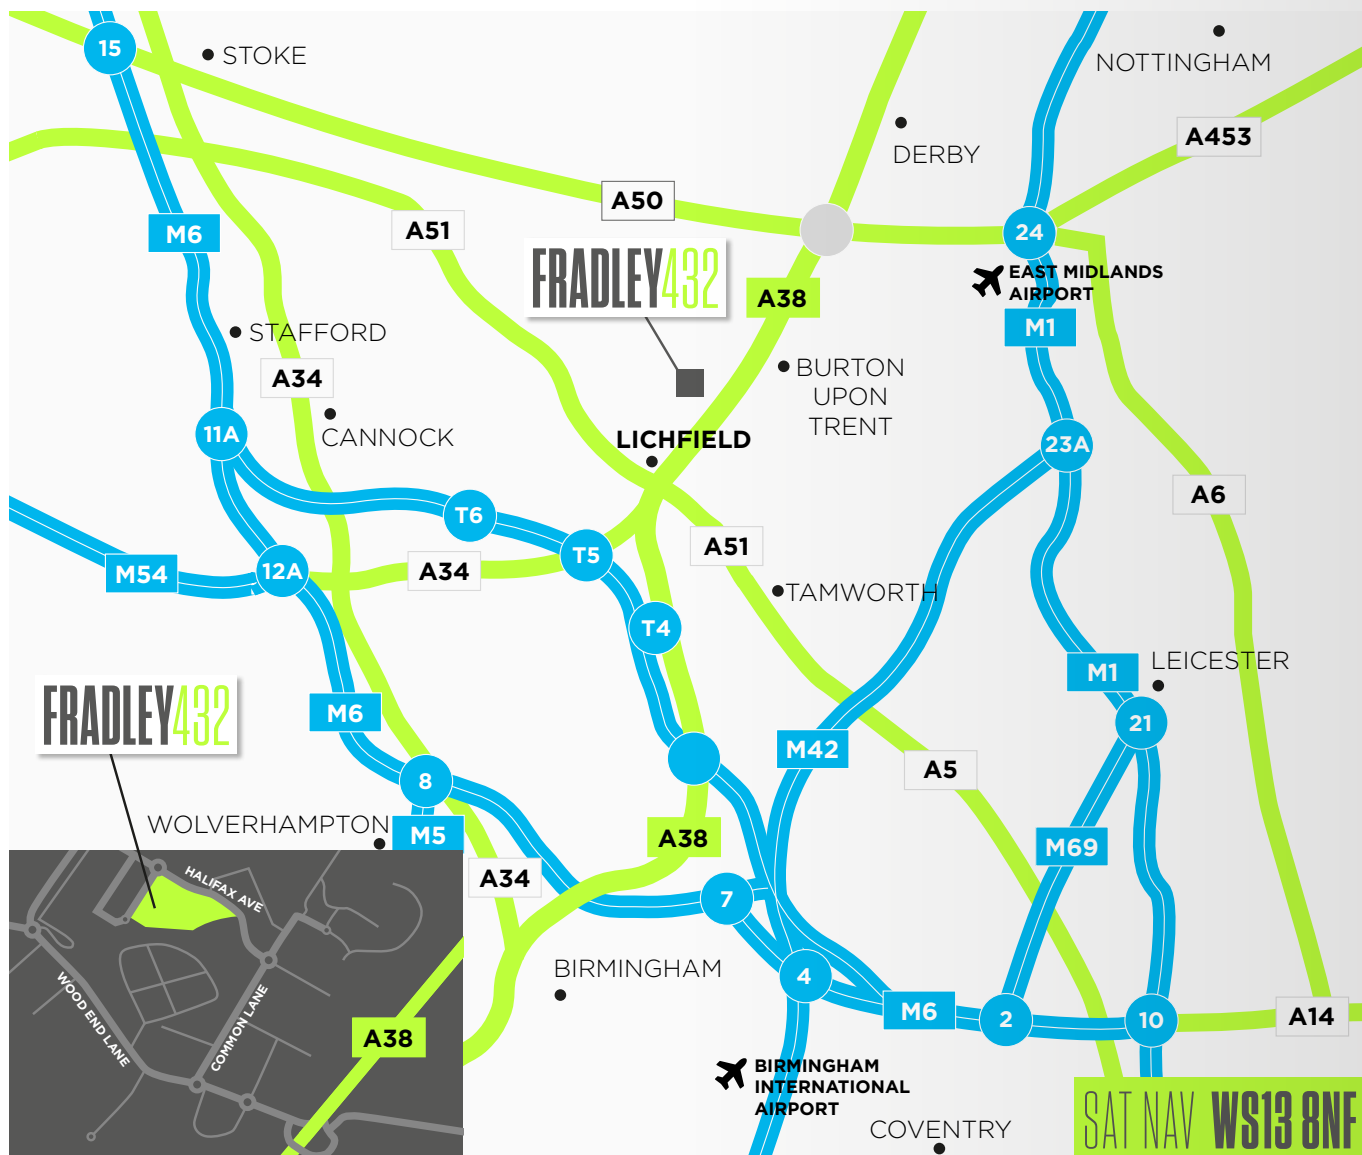 15
STOKE
NOTTINGHAM
A453
DERBY
A50
A51
M6
24
FRADLEY432
EAST MIDLANDS
AIRPORT
A38
M1
STAFFORD
A34
BURTON
UPON
TRENT
CANNOCK
11A
LICHFIELD
23A
A6
T6
A51
T5
M54
12A
A34
TAMWORTH
T4
LEICESTER
M1
FRADLEY432
M6
21
M42
A5
8
WOLVERHAMPTON
M5
A38
M69
A34
HALIFAX AVE
7
BIRMINGHAM
4
WOOD END LANE
COMMON LANE
M6
2
10
A14
A38
BIRMINGHAM
INTERNATIONAL
AIRPORT
COVENTRY
SAT NAV WS13 8NF